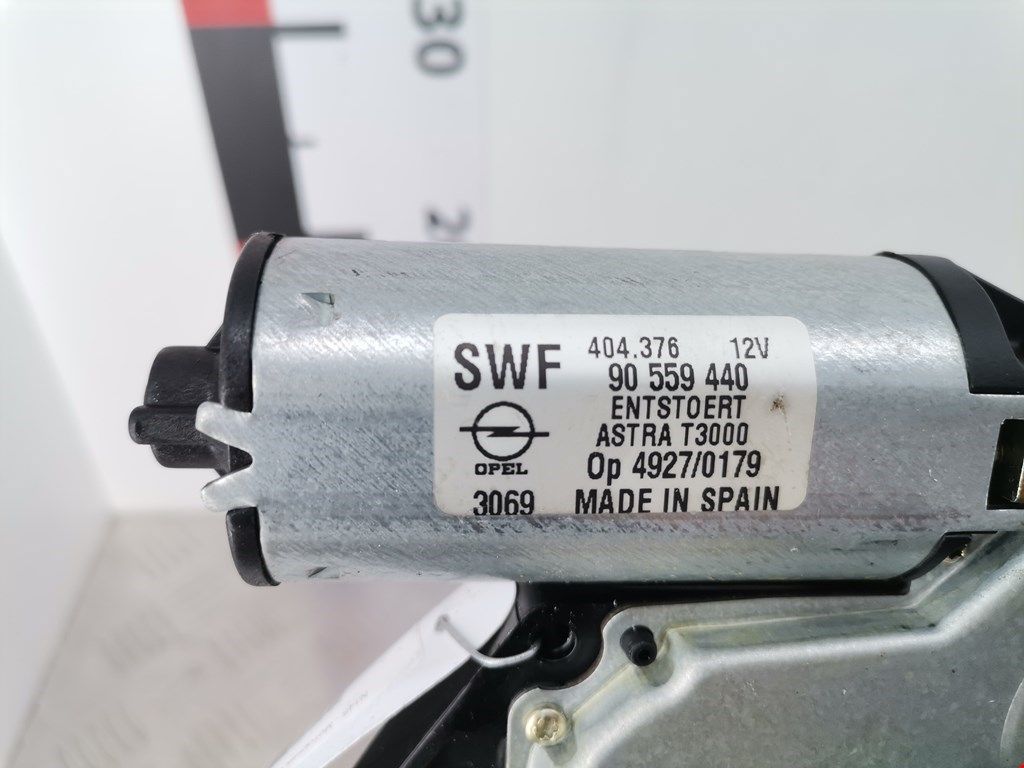 30
SWF 404.376 12V
90 559 440
ENTSTOERT
ASTRA T3000
OPEL
Op 4927/0179
3069 MADE IN SPAIN